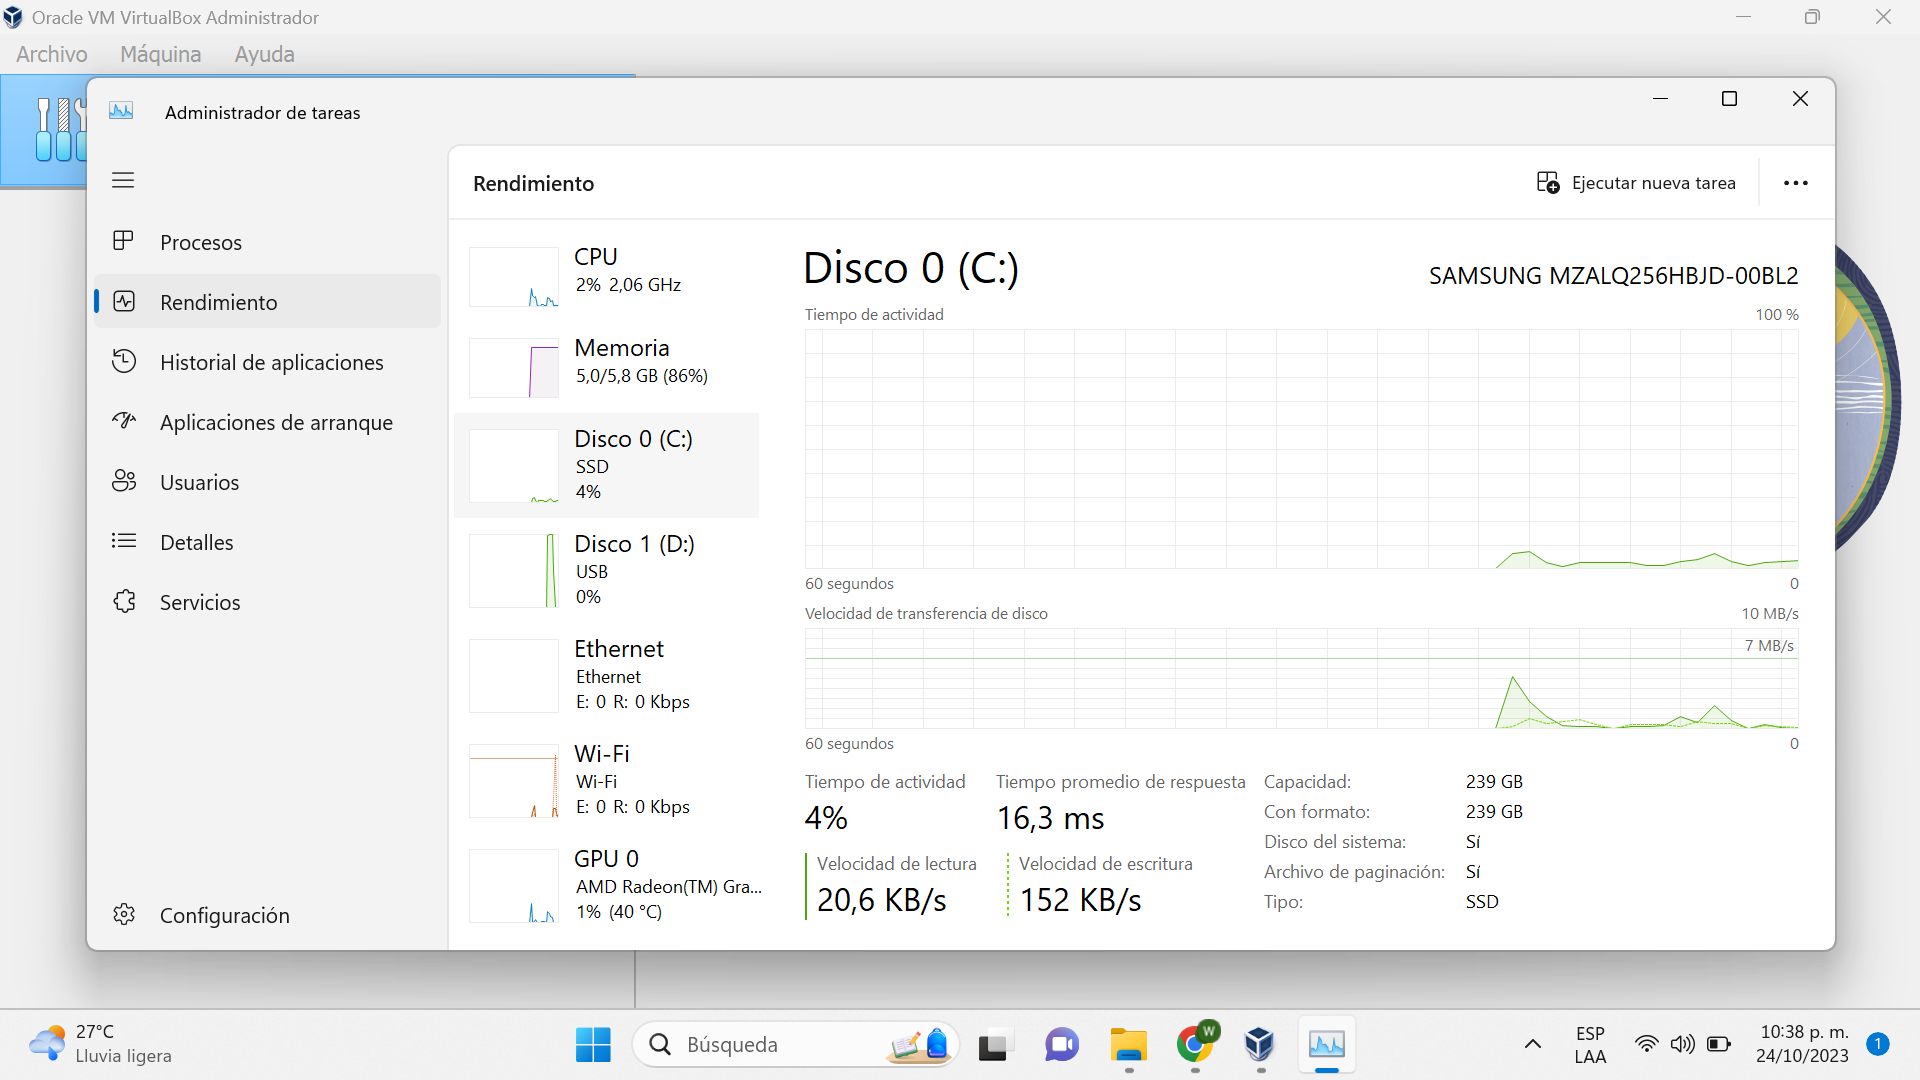 Oracle VM VirtualBox Administrador
Archivo Máquina Ayuda
Administrador de tareas
Rendimiento
Ejecutar nueva tarea
Procesos
Rendimiento
Historial de aplicaciones
Aplicaciones de arranque
Usuarios
Detalles
Servicios
Configuración
CPU
2% 2,06 GHz
Memoria
5,0/5,8 GB (86%)
Disco 0 (C:)
SSD
4%
Disco 1 (D:)
USB
0%
Ethernet
Ethernet
E: 0 R: 0 Kbps
Wi-Fi
Wi-Fi
E: 0 R: 0 Kbps
GPU 0
AMD Radeon(TM) Gra...
1% (40 °C)
Disco 0 (C:)
SAMSUNG MZALQ256HBJD-00BL2
Tiempo de actividad
100 %
60 segundos
0
Velocidad de transferencia de disco
10 MB/s
7 MB/s
60 segundos
0
Tiempo de actividad
4%
Tiempo promedio de respuesta
16,3 ms
Velocidad de lectura
20,6 KB/s
Velocidad de escritura
152 KB/s
Capacidad: 239 GB
Con formato: 239 GB
Disco del sistema: Sí
Archivo de paginación: Sí
Tipo: SSD
27°C
Lluvia ligera
Búsqueda
W
ESP
LAA
10:38 p. m.
24/10/2023
1